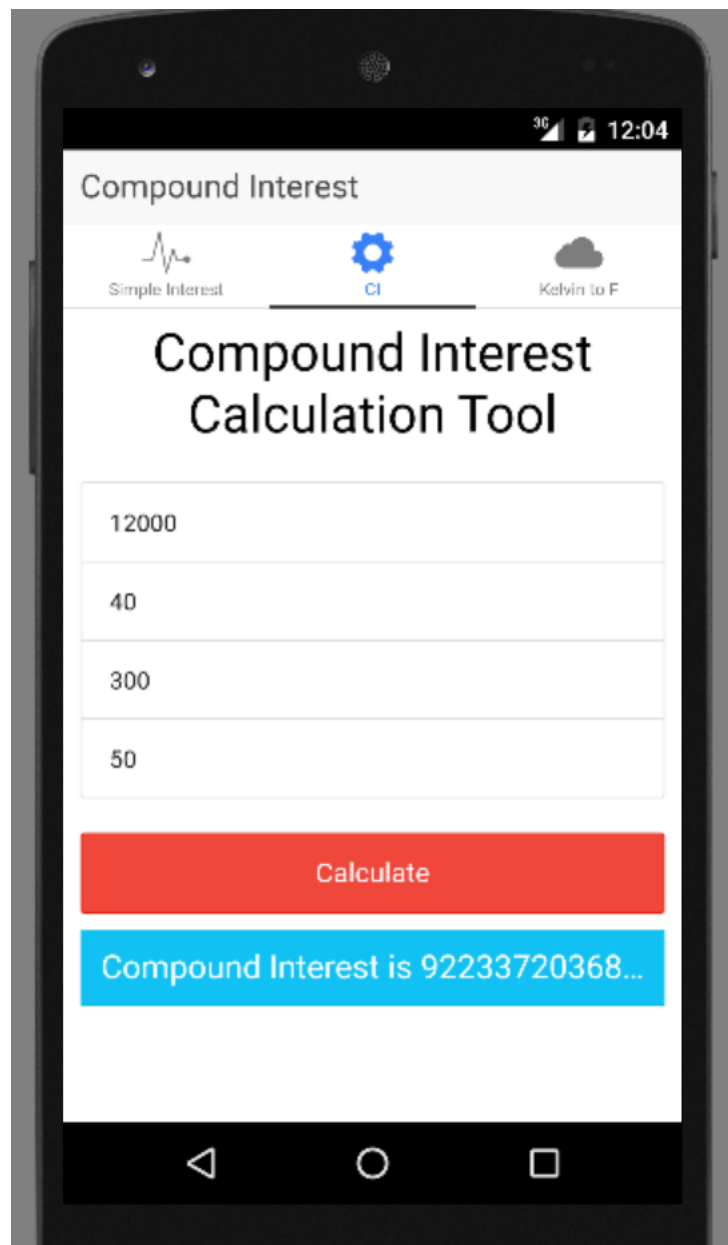 3G 12:04
Compound Interest
Simple Interest CI Kelvin to F
Compound Interest
Calculation Tool
12000
40
300
50
Calculate
Compound Interest is 92233720368...